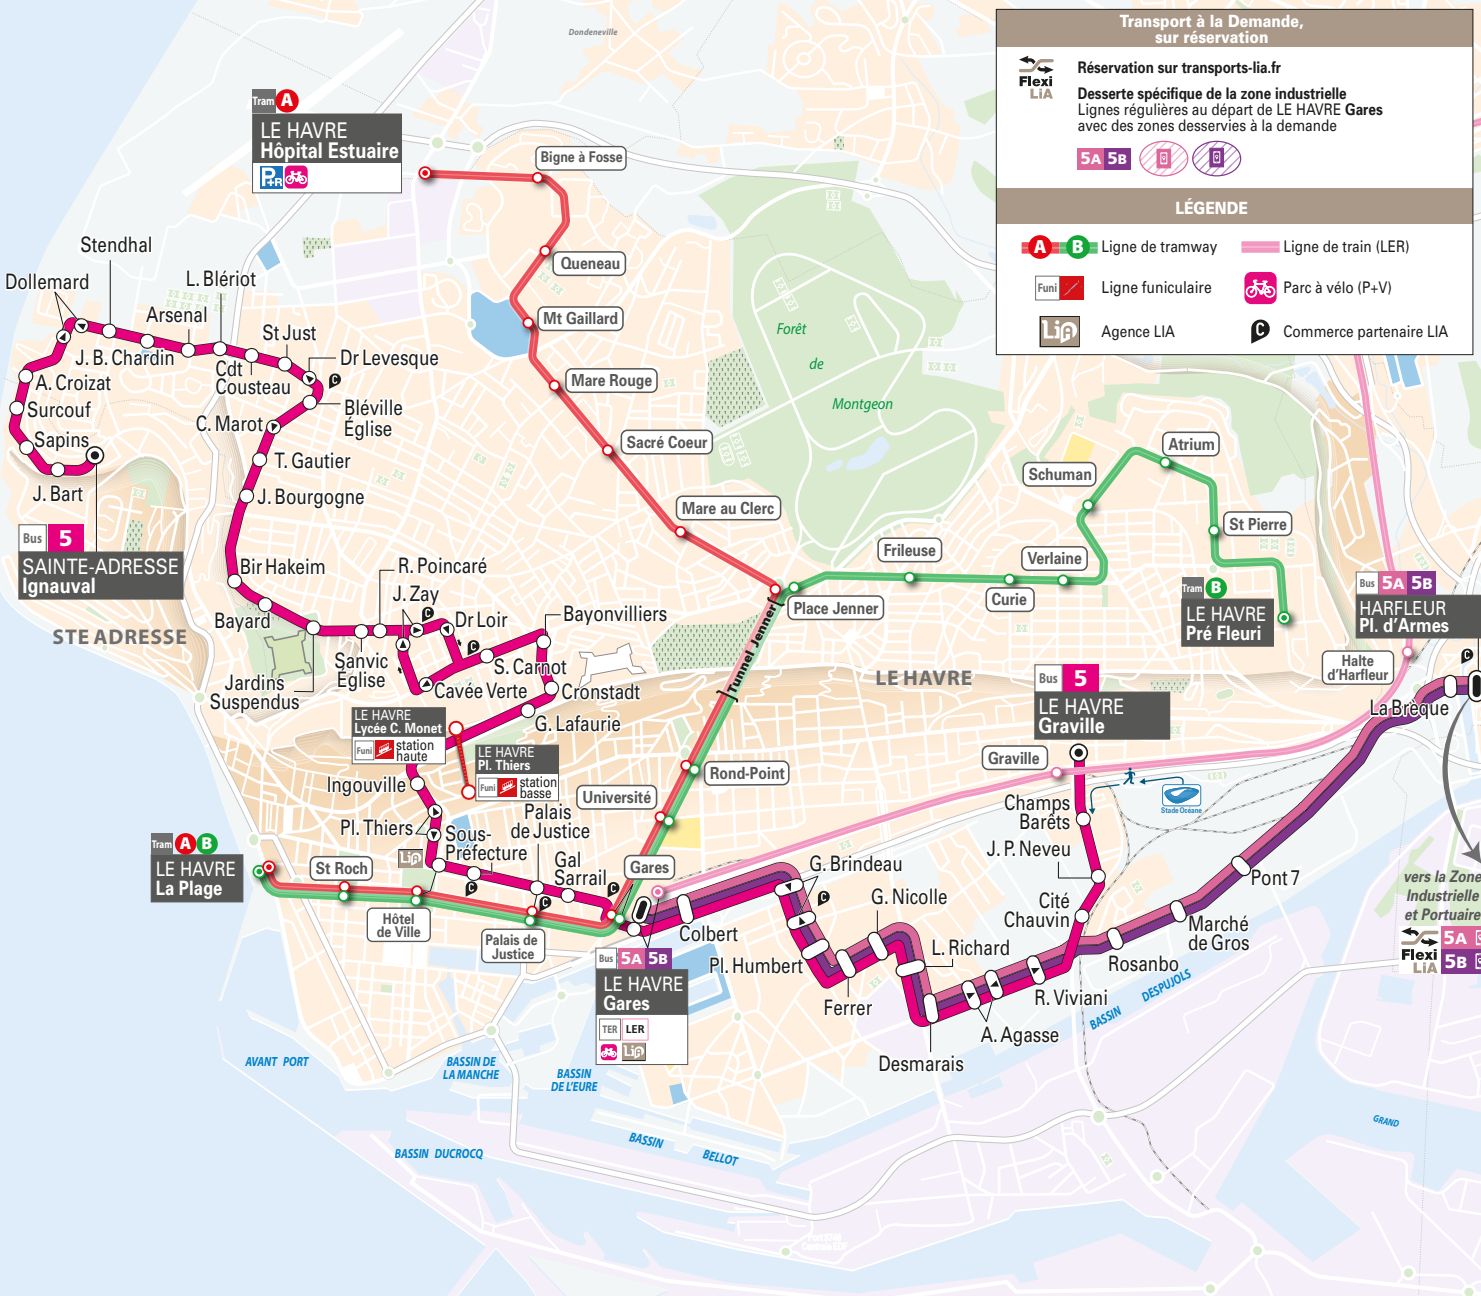 Dondeneville
Transport à la Demande,
sur réservation
Flexi
LiA
Réservation sur transports-lia.fr
Desserte spécifique de la zone industrielle
Lignes régulières au départ de LE HAVRE Gares
avec des zones desservies à la demande
5A 5B
LÉGENDE
A B Ligne de tramway
Ligne de train (LER)
Funi Ligne funiculaire
Parc à vélo (P+V)
LiA Agence LIA
C Commerce partenaire LIA
Tram A
LE HAVRE
Hôpital Estuaire
P+R
Bigne à Fosse
Queneau
Mt Gaillard
Mare Rouge
Sacré Coeur
Mare au Clerc
Forêt
de
Montgeon
Stendhal
Dollemard
L. Blériot
Arsenal
St Just
J. B. Chardin
Cdt
Cousteau
Dr Levesque
C
A. Croizat
Surcouf
Sapins
J. Bart
C. Marot
Bléville
Église
T. Gautier
J. Bourgogne
Bus 5
SAINTE-ADRESSE
Ignauval
Bir Hakeim
Bayard
STE ADRESSE
R. Poincaré
J. Zay
C
Dr Loir
C
Bayonvilliers
Sanvic
Église
S. Carnot
Jardins
Suspendus
Cavée Verte
Cronstadt
G. Lafaurie
Atrium
Schuman
St Pierre
Frileuse
Verlaine
Curie
Place Jenner
Tunnel Jenner
Tram B
LE HAVRE
Pré Fleuri
Bus 5A 5B
HARFLEUR
Pl. d'Armes
C
Halte
d'Harfleur
La Brèque
LE HAVRE
Bus 5
LE HAVRE
Graville
Graville
LE HAVRE
Lycée C. Monet
Funi station
haute
LE HAVRE
Pl. Thiers
Funi station
basse
Rond-Point
Université
Ingouville
Pl. Thiers
Sous-
Préfecture
Palais
de Justice
Gal
Sarrail
C
C
C
LiA
Gares
Tram A B
LE HAVRE
La Plage
St Roch
Hôtel
de Ville
Palais de
Justice
Stade Océane
Champs
Barêts
J. P. Neveu
Cité
Chauvin
G. Brindeau
C
G. Nicolle
Colbert
Pl. Humbert
L. Richard
Ferrer
R. Viviani
A. Agasse
Desmarais
Rosanbo
Marché
de Gros
Pont 7
vers la Zone
Industrielle
et Portuaire
Flexi
LiA
5A
5B
Bus 5A 5B
LE HAVRE
Gares
TER LER
LiA
AVANT PORT
BASSIN DE
LA MANCHE
BASSIN
DE L'EURE
BASSIN
BELLOT
BASSIN DUCROCQ
BASSIN DESPUJOLS
GRAND